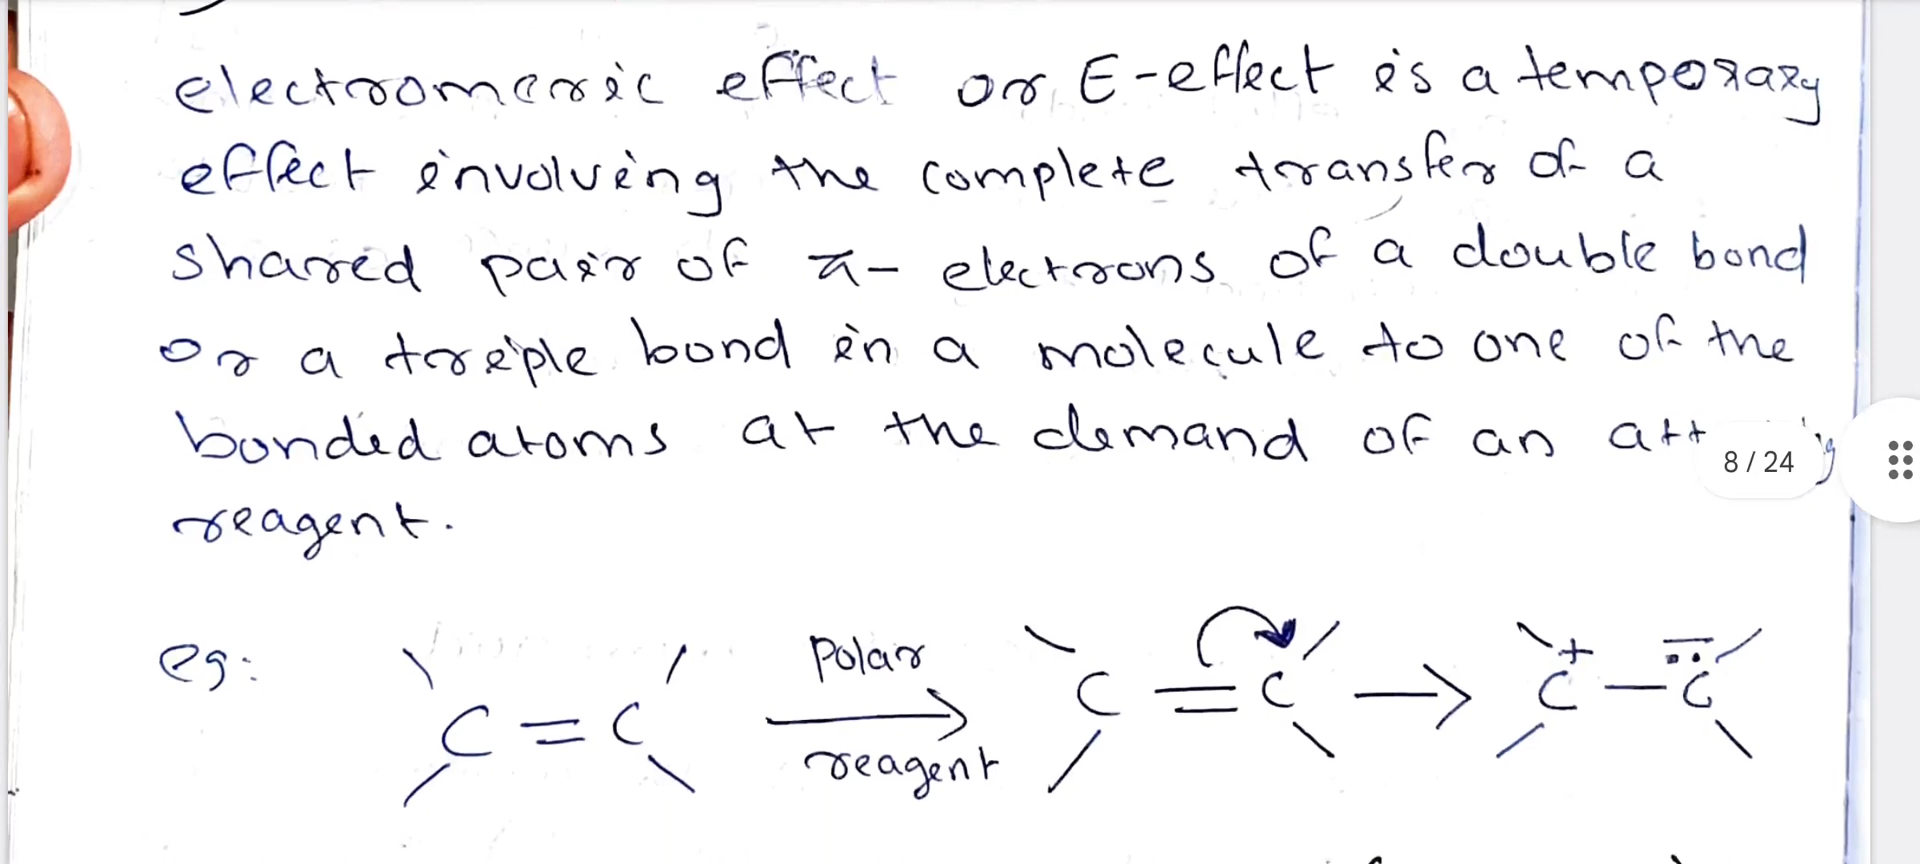 electromeric effect or E-effect is a temporary
effect involving the complete transfer of a
shared pair of π- electrons of a double bond
or a triple bond in a molecule to one of the
bonded atoms at the demand of an
8 / 24
reagent.
eg:
C = C
Polar
reagent
C = C
C+ — C̅